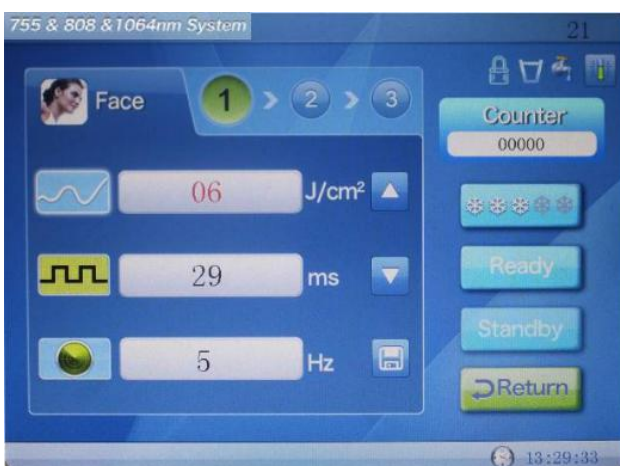 755 & 808 &1064nm System
21
Face
1 > 2 > 3
Counter
00000
06 J/cm²
29 ms
Ready
Standby
5 Hz
Return
13:29:33